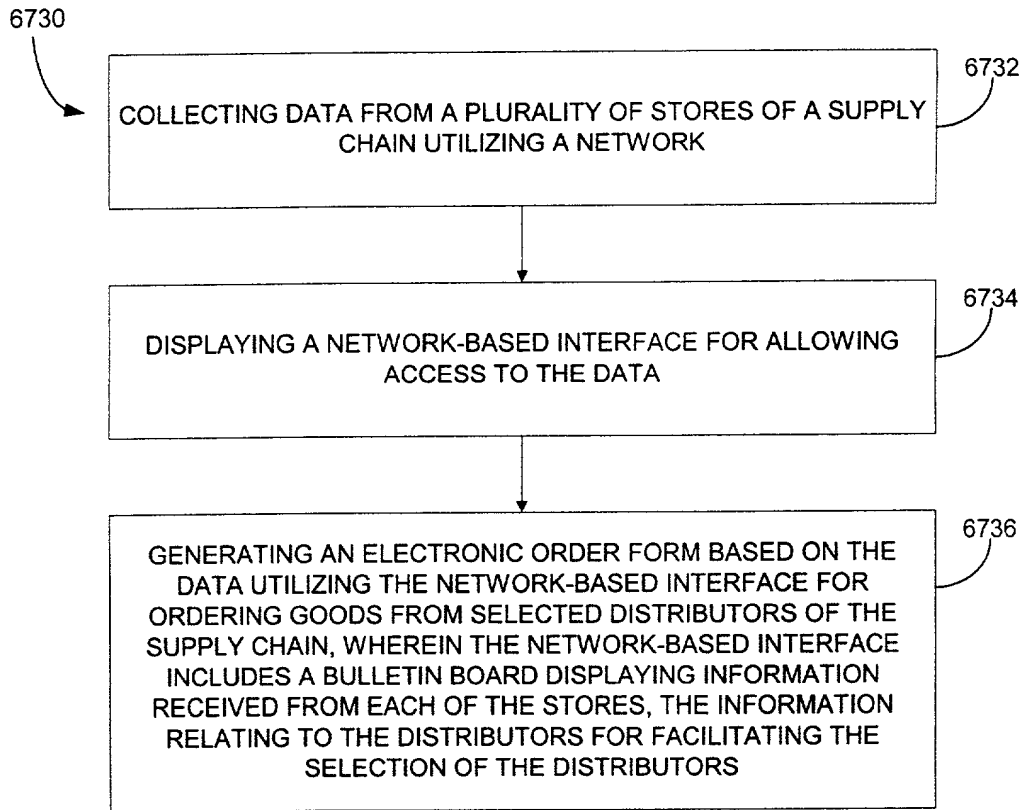 6730
6732
COLLECTING DATA FROM A PLURALITY OF STORES OF A SUPPLY
CHAIN UTILIZING A NETWORK
6734
DISPLAYING A NETWORK-BASED INTERFACE FOR ALLOWING
ACCESS TO THE DATA
6736
GENERATING AN ELECTRONIC ORDER FORM BASED ON THE
DATA UTILIZING THE NETWORK-BASED INTERFACE FOR
ORDERING GOODS FROM SELECTED DISTRIBUTORS OF THE
SUPPLY CHAIN, WHEREIN THE NETWORK-BASED INTERFACE
INCLUDES A BULLETIN BOARD DISPLAYING INFORMATION
RECEIVED FROM EACH OF THE STORES, THE INFORMATION
RELATING TO THE DISTRIBUTORS FOR FACILITATING THE
SELECTION OF THE DISTRIBUTORS